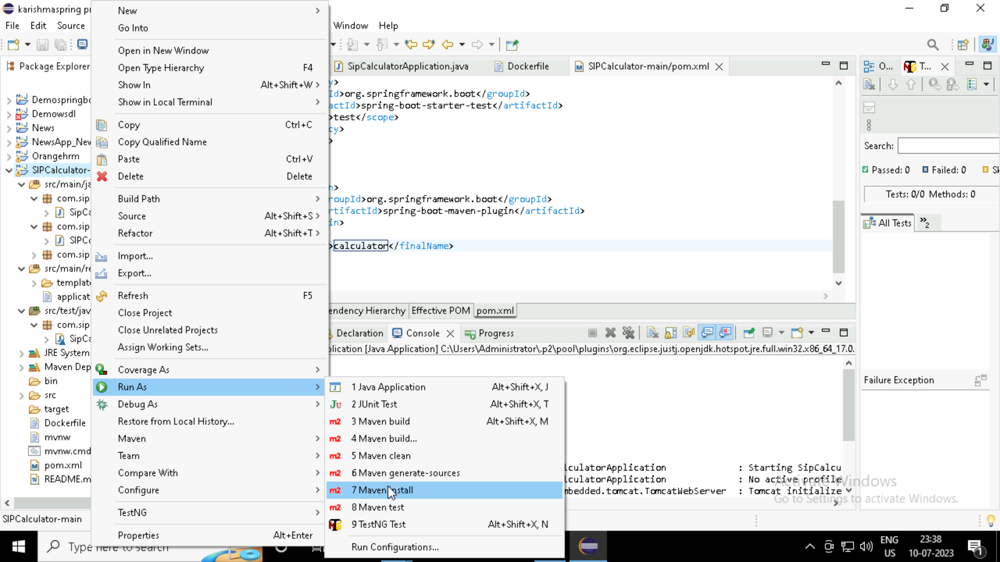 karishmaspring pr
File
Edit
Source
Window
Help
Package Explorer
Demospringbo
Demowsdl
News
NewsApp_New
Orangehrm
SIPCalculator-
src/main/ja
com.sip
SipCa
com.sip
SIPCo
com.sip
src/main/re
templat
applicat
src/test/jav
com.sip
SipCa
JRE System
Maven Dep
bin
src
target
Dockerfile
mvnw
mvnw.cmd
pom.xml
README.m
SIPCalculator-main
New
Go Into
Open in New Window
Open Type Hierarchy F4
Show In Alt+Shift+W
Show in Local Terminal
Copy Ctrl+C
Copy Qualified Name
Paste Ctrl+V
Delete Delete
Build Path
Source Alt+Shift+S
Refactor Alt+Shift+T
Import...
Export...
Refresh F5
Close Project
Close Unrelated Projects
Assign Working Sets...
Coverage As
Run As
Debug As
Restore from Local History...
Maven
Team
Compare With
Configure
TestNG
Properties Alt+Enter
1 Java Application Alt+Shift+X, J
2 JUnit Test Alt+Shift+X, T
3 Maven build Alt+Shift+X, M
4 Maven build...
5 Maven clean
6 Maven generate-sources
7 Maven install
8 Maven test
9 TestNG Test Alt+Shift+X, N
Run Configurations...
SipCalculatorApplication.java
Dockerfile
SIPCalculator-main/pom.xml
y>
Id>org.springframework.boot</groupId>
actId>spring-boot-starter-test</artifactId>
>test</scope>
cy>
>
n>
roupId>org.springframework.boot</groupId>
rtifactId>spring-boot-maven-plugin</artifactId>
in>
>calculator</finalName>
endency Hierarchy
Effective POM
pom.xml
Declaration
Console
Progress
plication [Java Application] C:\Users\Administrator\.p2\pool\plugins\org.eclipse.justj.openjdk.hotspot.jre.full.win32.x86_64_17.0.
lculatorApplication : Starting SipCalcu
lculatorApplication : No active profile
mbedded.tomcat.TomcatWebServer : Tomcat initialize
O...
T...
Search:
Passed: 0
Failed: 0
Sk
Tests: 0/0 Methods: 0
All Tests
»2
Failure Exception
Activate Windows
Go to Settings to activate Windows.
Type here to search
ENG
US
23:38
10-07-2023
1